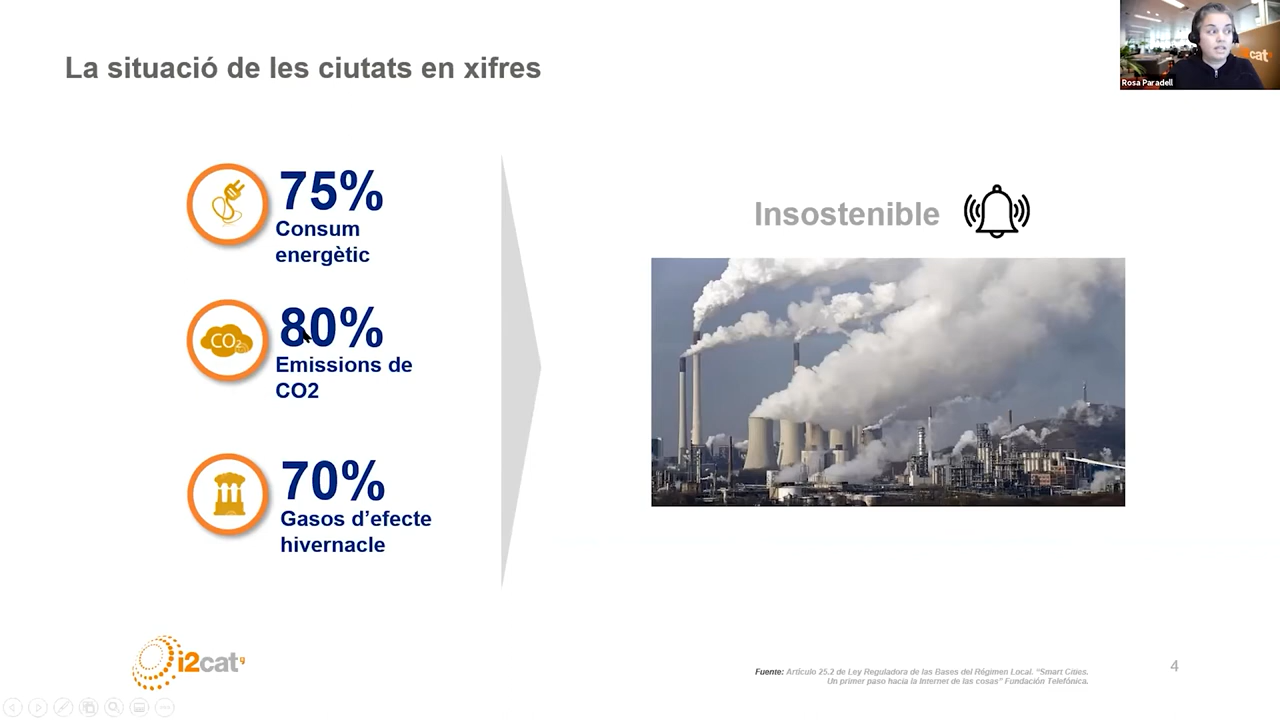 La situació de les ciutats en xifres
Rosa Paradell
cat
75%
Consum
energètic
80%
Emissions de
CO2
CO2
70%
Gasos d’efecte
hivernacle
Insostenible
i2cat
Fuente: Artículo 25.2 de Ley Reguladora de las Bases del Régimen Local. “Smart Cities.
Un primer paso hacia la Internet de las cosas” Fundación Telefónica.
4